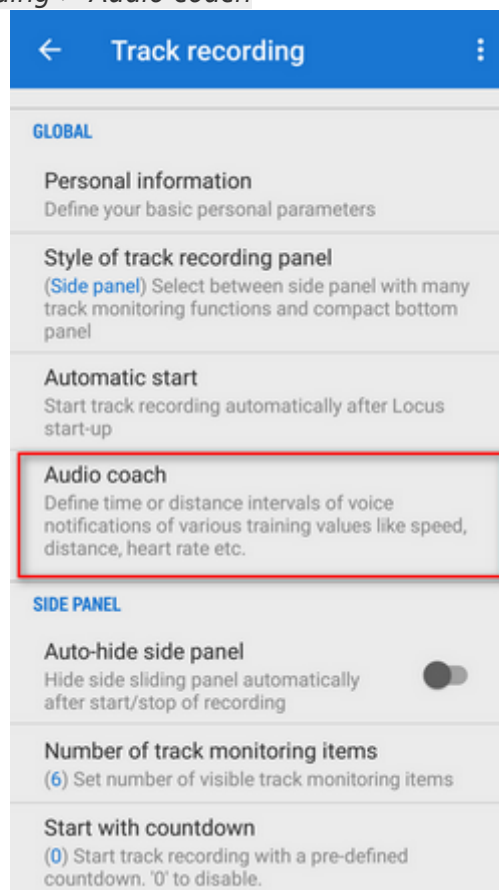 Audio coach
Track recording
GLOBAL
Personal information
Define your basic personal parameters
Style of track recording panel
(Side panel) Select between side panel with many
track monitoring functions and compact bottom
panel
Automatic start
Start track recording automatically after Locus
start-up
Audio coach
Define time or distance intervals of voice
notifications of various training values like speed,
distance, heart rate etc.
SIDE PANEL
Auto-hide side panel
Hide side sliding panel automatically
after start/stop of recording
Number of track monitoring items
(6) Set number of visible track monitoring items
Start with countdown
(0) Start track recording with a pre-defined
countdown. '0' to disable.